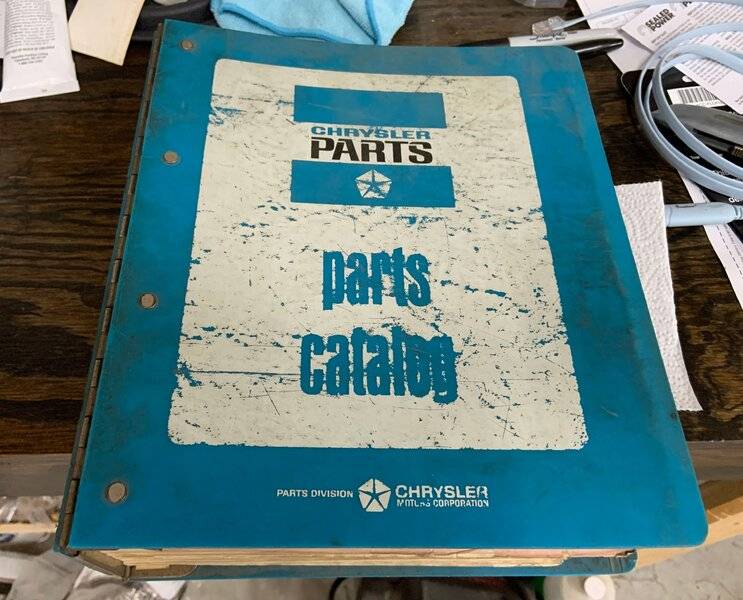 CHRYSLER
PARTS
parts
catalog
PARTS DIVISION CHRYSLER
MOTORS CORPORATION
SEALED
POWER